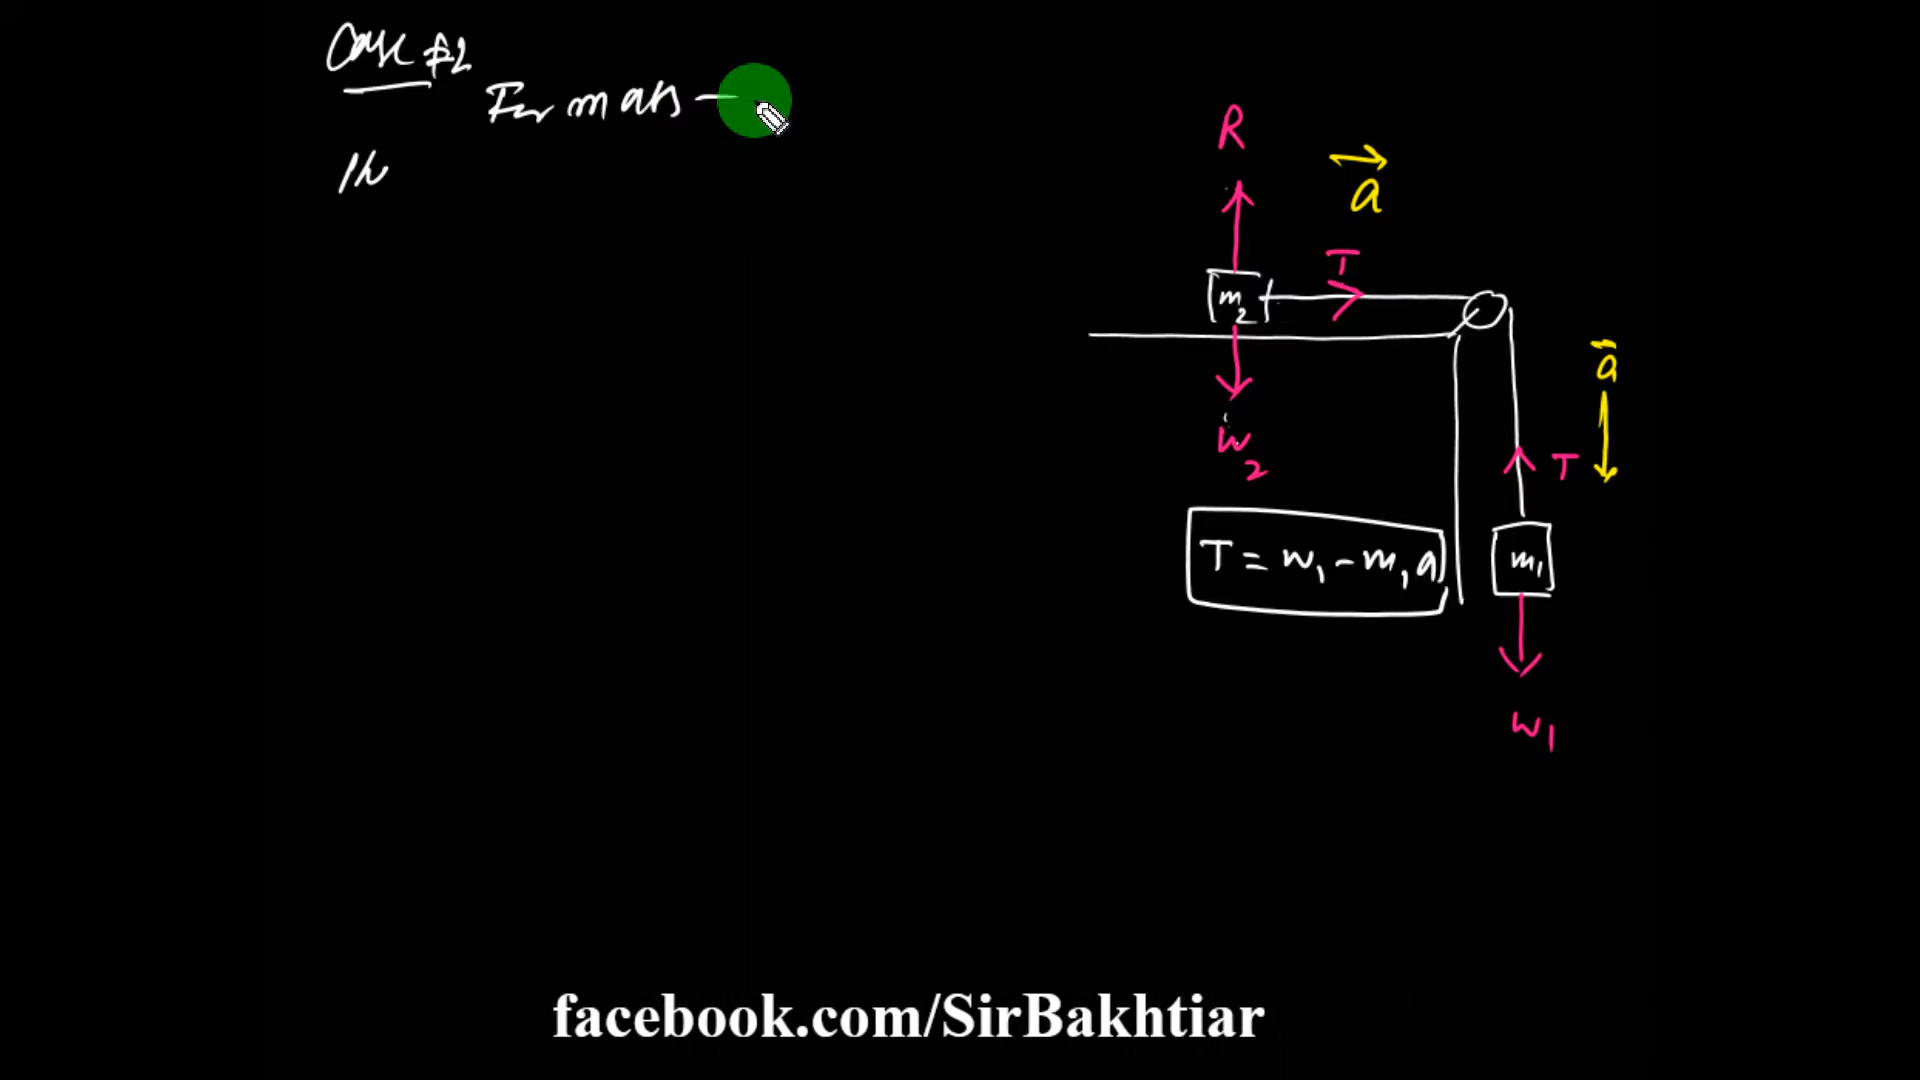 Case #2
For mass –
R
a
T
m2
a
W2
T
T = w1 - m1a
m1
W1
facebook.com/SirBakhtiar